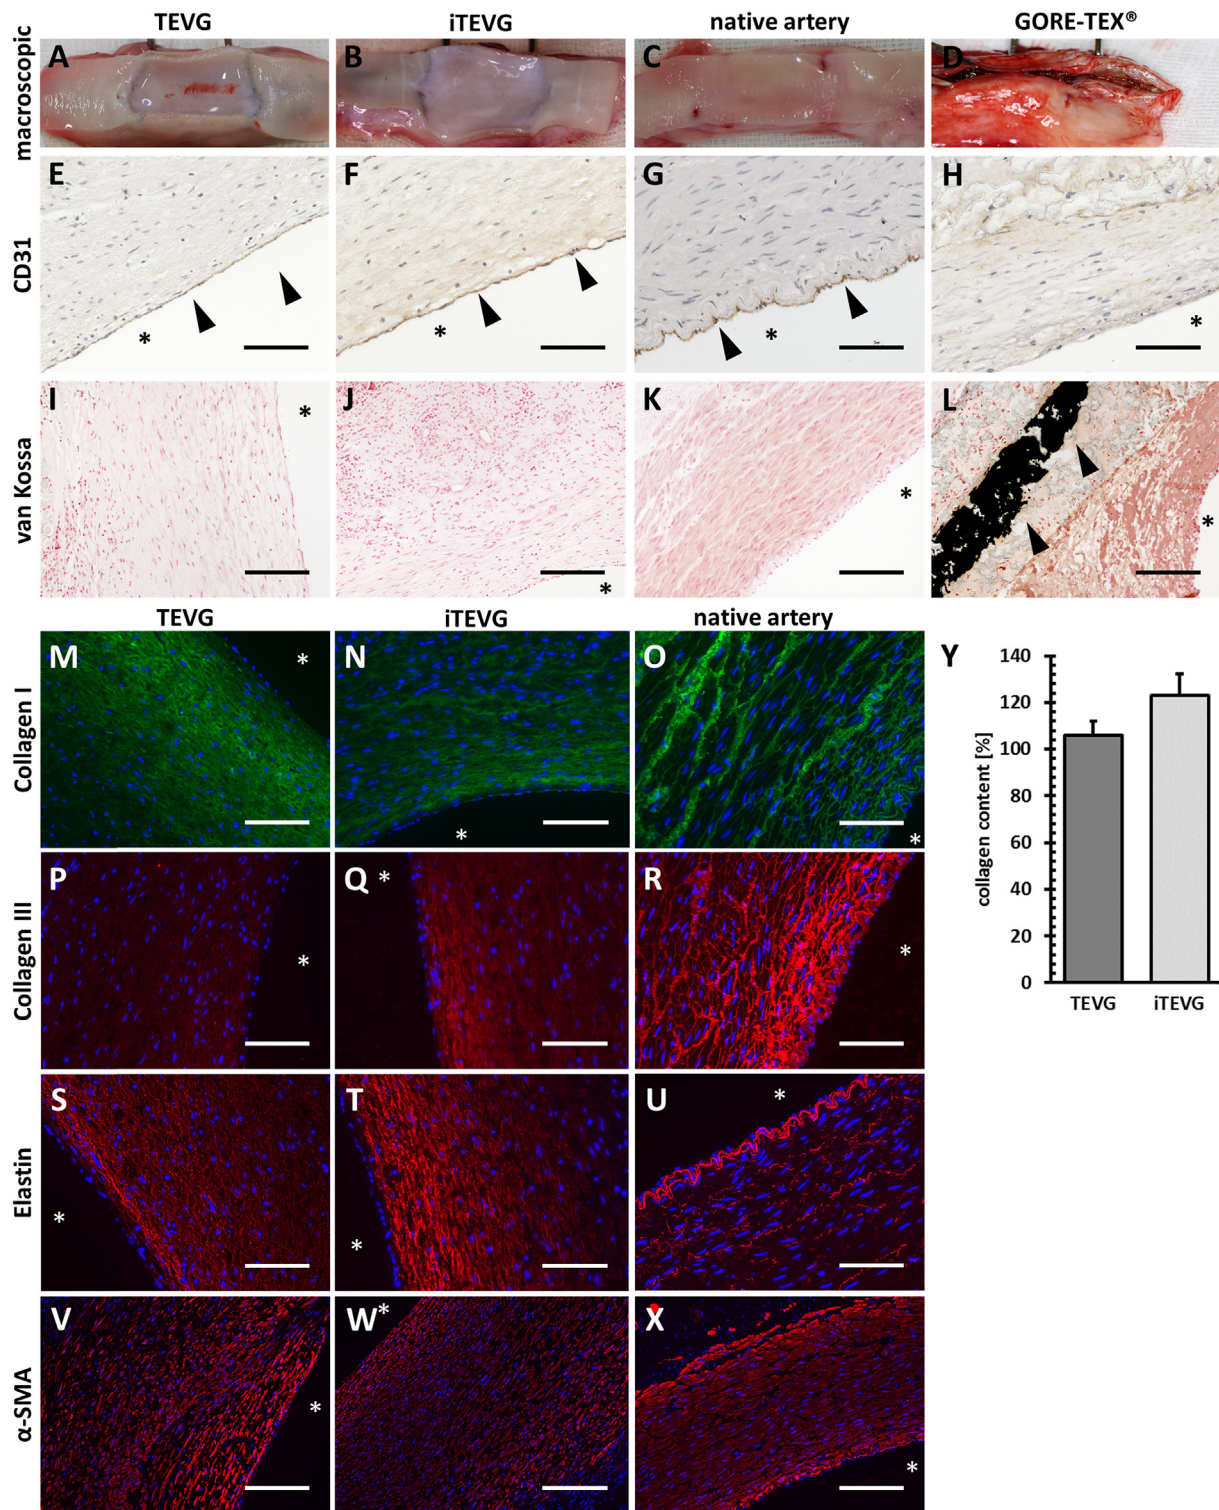 TEVG iTEVG native artery GORE-TEX®
macroscopic A B C D
CD31 E F G * H
* * * *
van Kossa I J K L
* * * *
TEVG iTEVG native artery
Collagen I M N O
* * *
Collagen III P Q * R
* *
Elastin S T U *
* *
α-SMA V W* X
* *
Y
collagen content [%]
140
120
100
80
60
40
20
0
TEVG iTEVG